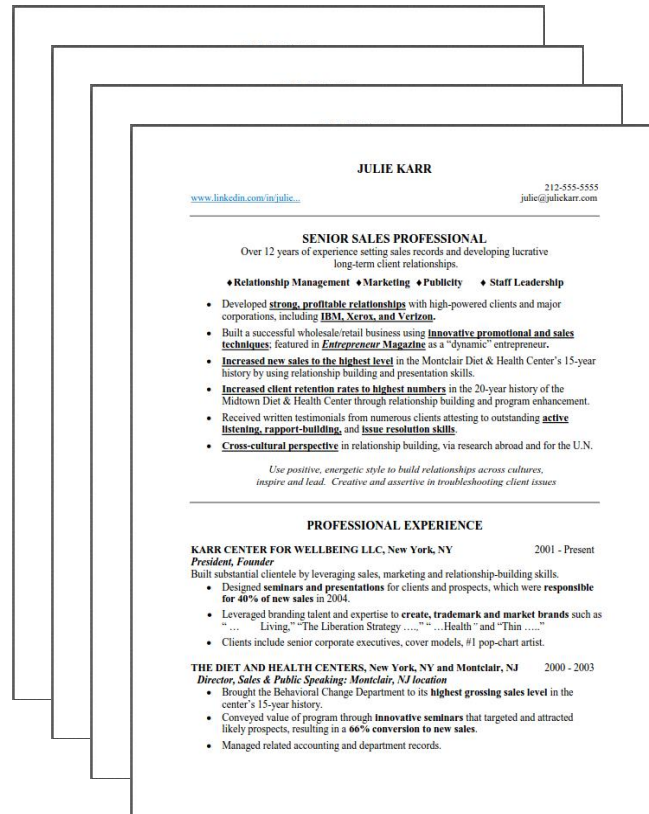 JULIE KARR
212-555-5555
www.linkedin.com/in/julie... julie@juliekarr.com
SENIOR SALES PROFESSIONAL
Over 12 years of experience setting sales records and developing lucrative
long-term client relationships.
♦Relationship Management ♦Marketing ♦Publicity ♦ Staff Leadership
• Developed strong, profitable relationships with high-powered clients and major
corporations, including IBM, Xerox, and Verizon.
• Built a successful wholesale/retail business using innovative promotional and sales
techniques; featured in Entrepreneur Magazine as a “dynamic” entrepreneur.
• Increased new sales to the highest level in the Montclair Diet & Health Center’s 15-year
history by using relationship building and presentation skills.
• Increased client retention rates to highest numbers in the 20-year history of the
Midtown Diet & Health Center through relationship building and program enhancement.
• Received written testimonials from numerous clients attesting to outstanding active
listening, rapport-building, and issue resolution skills.
• Cross-cultural perspective in relationship building, via research abroad and for the U.N.
Use positive, energetic style to build relationships across cultures,
inspire and lead. Creative and assertive in troubleshooting client issues
PROFESSIONAL EXPERIENCE
KARR CENTER FOR WELLBEING LLC, New York, NY 2001 - Present
President, Founder
Built substantial clientele by leveraging sales, marketing and relationship-building skills.
• Designed seminars and presentations for clients and prospects, which were responsible
for 40% of new sales in 2004.
• Leveraged branding talent and expertise to create, trademark and market brands such as
“ … Living,” “The Liberation Strategy ….,” “ …Health” and “Thin …..”
• Clients include senior corporate executives, cover models, #1 pop-chart artist.
THE DIET AND HEALTH CENTERS, New York, NY and Montclair, NJ 2000 - 2003
Director, Sales & Public Speaking: Montclair, NJ location
• Brought the Behavioral Change Department to its highest grossing sales level in the
center’s 15-year history.
• Conveyed value of program through innovative seminars that targeted and attracted
likely prospects, resulting in a 66% conversion to new sales.
• Managed related accounting and department records.